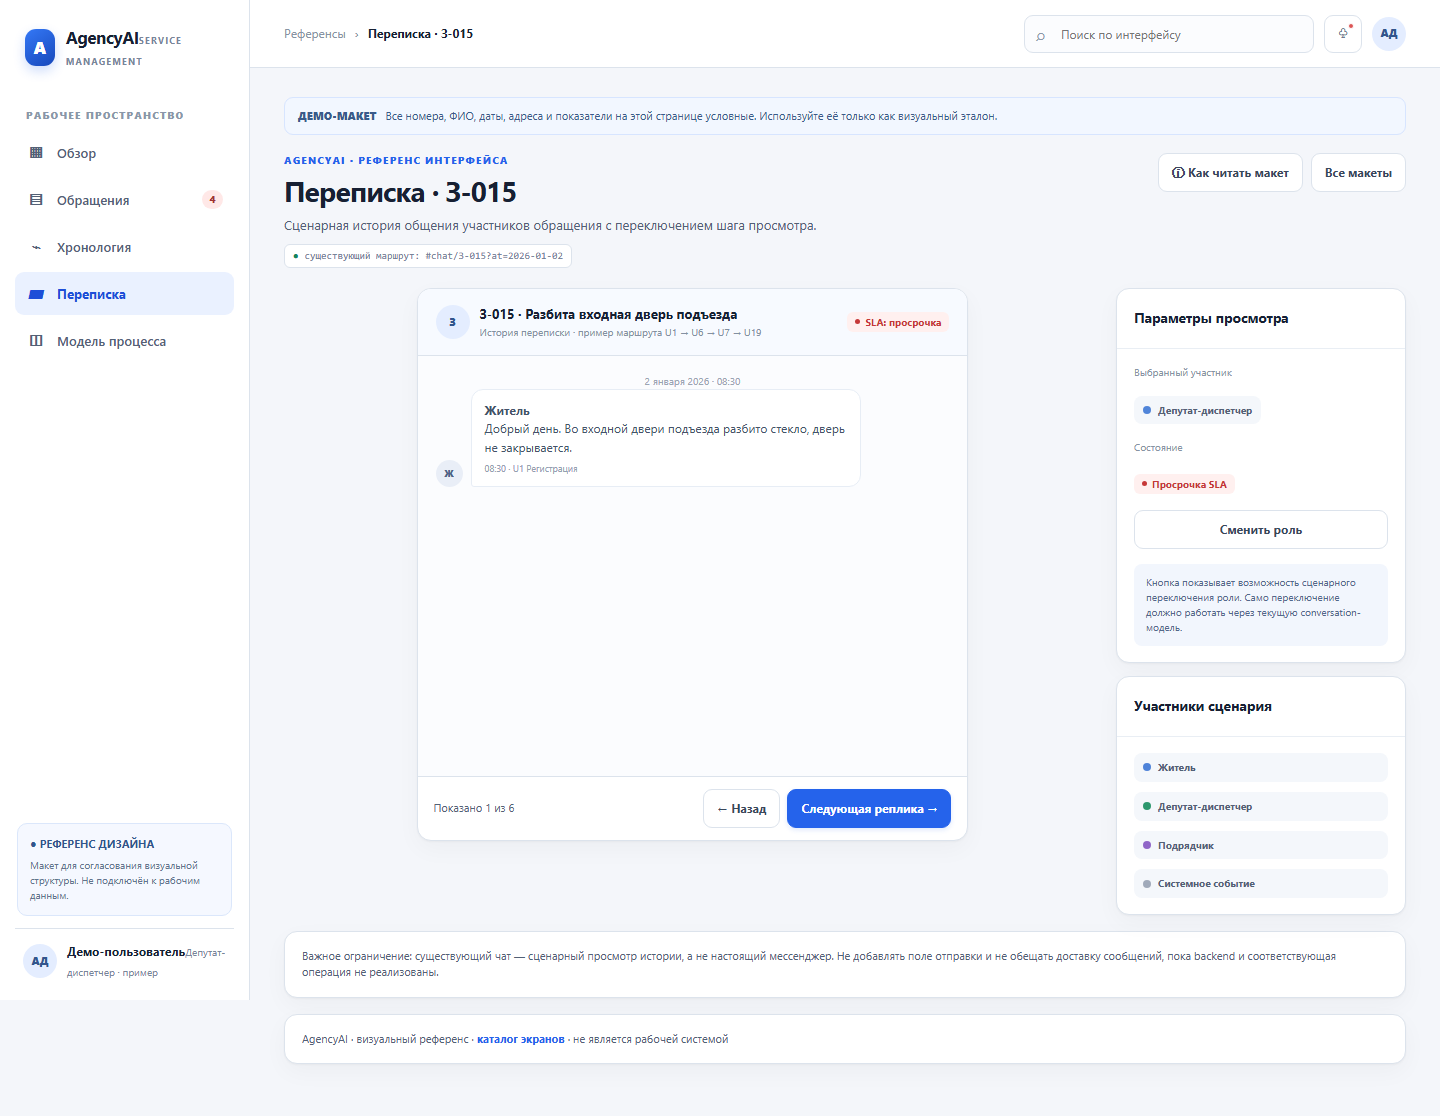 A
AgencyAI SERVICE
MANAGEMENT
РАБОЧЕЕ ПРОСТРАНСТВО
Обзор
Обращения 4
Хронология
Переписка
Модель процесса
• РЕФЕРЕНС ДИЗАЙНА
Макет для согласования визуальной
структуры. Не подключён к рабочим
данным.
АД
Демо-пользователь Депутат-
диспетчер · пример
Референсы › Переписка · 3-015
Поиск по интерфейсу
АД
ДЕМО-МАКЕТ Все номера, ФИО, даты, адреса и показатели на этой странице условные. Используйте её только как визуальный эталон.
AGENCYAI · РЕФЕРЕНС ИНТЕРФЕЙСА
Переписка · 3-015
Сценарная история общения участников обращения с переключением шага просмотра.
• существующий маршрут: #chat/3-015?at=2026-01-02
ⓘ Как читать макет
Все макеты
3
3-015 · Разбита входная дверь подъезда
История переписки · пример маршрута U1 → U6 → U7 → U19
• SLA: просрочка
2 января 2026 · 08:30
Житель
Добрый день. Во входной двери подъезда разбито стекло, дверь
не закрывается.
08:30 · U1 Регистрация
Ж
Показано 1 из 6
← Назад
Следующая реплика →
Параметры просмотра
Выбранный участник
Депутат-диспетчер
Состояние
• Просрочка SLA
Сменить роль
Кнопка показывает возможность сценарного
переключения роли. Само переключение
должно работать через текущую conversation-
модель.
Участники сценария
Житель
Депутат-диспетчер
Подрядчик
Системное событие
Важное ограничение: существующий чат — сценарный просмотр истории, а не настоящий мессенджер. Не добавлять поле отправки и не обещать доставку сообщений, пока backend и соответствующая
операция не реализованы.
AgencyAI · визуальный референс · каталог экранов · не является рабочей системой